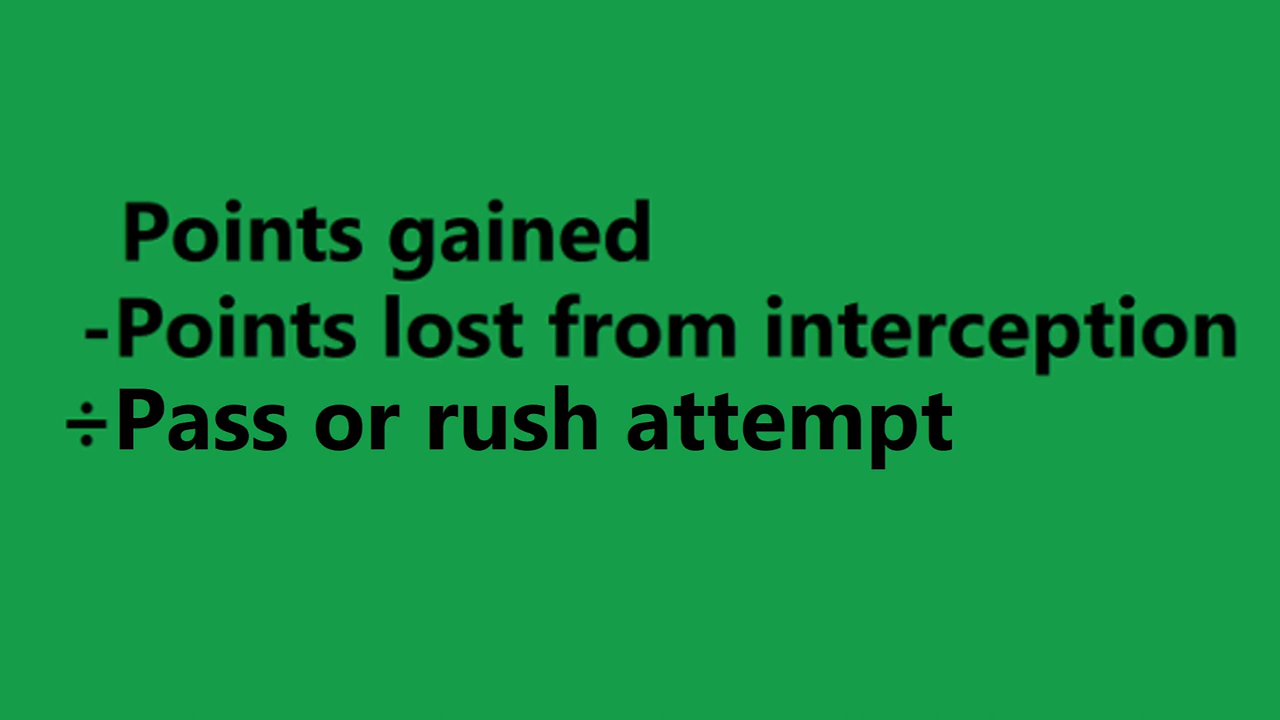 Points gained
-Points lost from interception
÷Pass or rush attempt